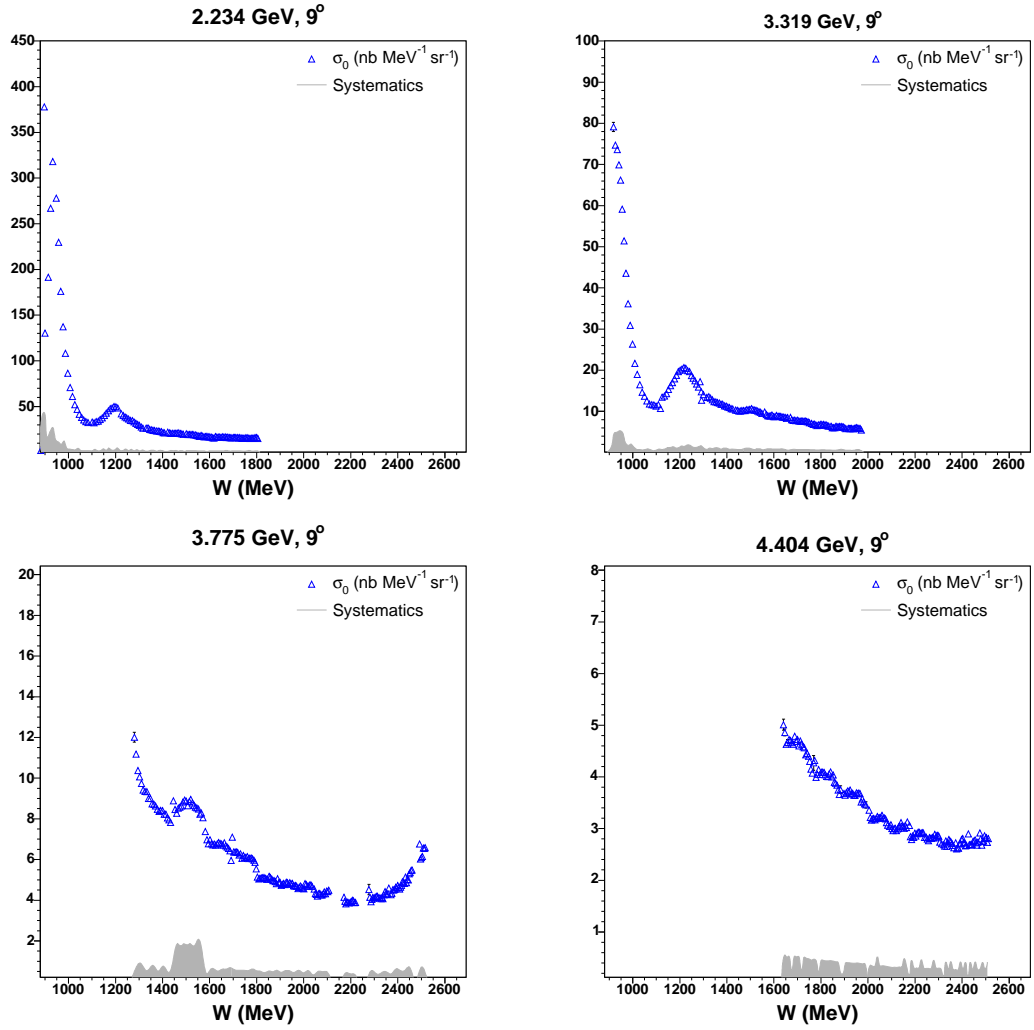 2.234 GeV, 9º
450
400
350
300
250
200
150
100
50
σ₀ (nb MeV⁻¹ sr⁻¹)
Systematics
1000 1200 1400 1600 1800 2000 2200 2400 2600
W (MeV)
3.319 GeV, 9º
100
90
80
70
60
50
40
30
20
10
σ₀ (nb MeV⁻¹ sr⁻¹)
Systematics
1000 1200 1400 1600 1800 2000 2200 2400 2600
W (MeV)
3.775 GeV, 9º
20
18
16
14
12
10
8
6
4
2
σ₀ (nb MeV⁻¹ sr⁻¹)
Systematics
1000 1200 1400 1600 1800 2000 2200 2400 2600
W (MeV)
4.404 GeV, 9º
8
7
6
5
4
3
2
1
σ₀ (nb MeV⁻¹ sr⁻¹)
Systematics
1000 1200 1400 1600 1800 2000 2200 2400 2600
W (MeV)